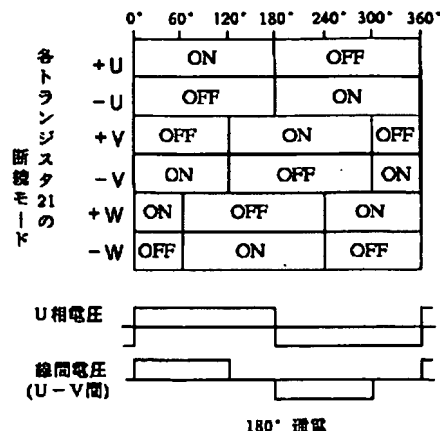 0° 60° 120° 180° 240° 300° 360°
各トランジスタ21の
断続モード
+U ON OFF
-U OFF ON
+V OFF ON OFF
-V ON OFF ON
+W ON OFF ON
-W OFF ON OFF
U相電圧
線間電圧
(U-V間)
180° 通電